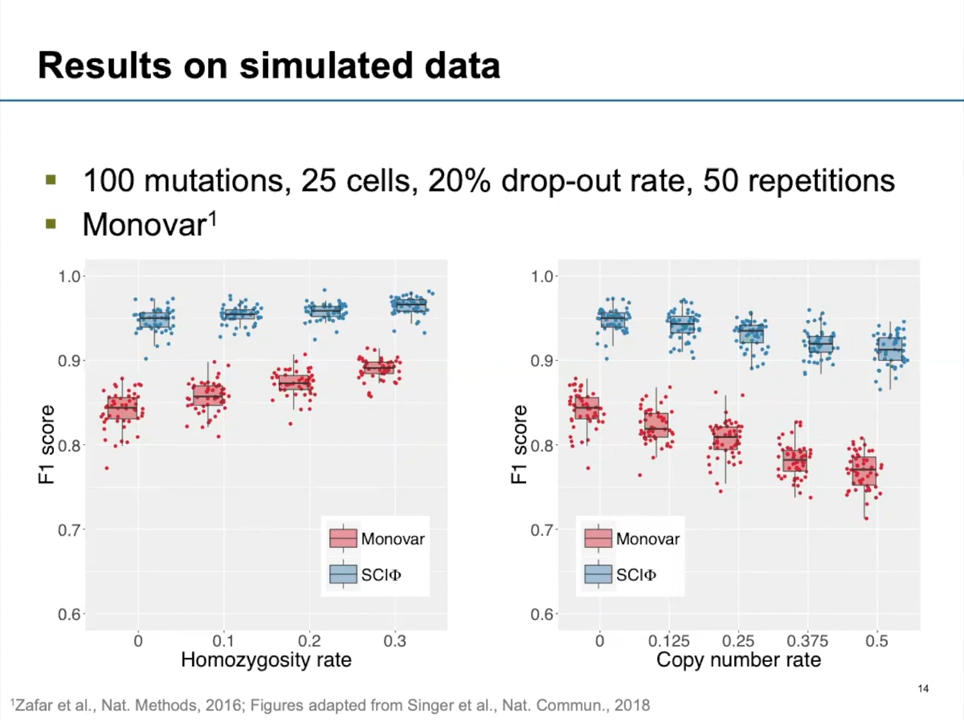 Results on simulated data
100 mutations, 25 cells, 20% drop-out rate, 50 repetitions
Monovar¹
F1 score
1.0
0.9
0.8
0.7
0.6
Monovar
SCIΦ
0 0.1 0.2 0.3
Homozygosity rate
F1 score
1.0
0.9
0.8
0.7
0.6
Monovar
SCIΦ
0 0.125 0.25 0.375 0.5
Copy number rate
14
¹Zafar et al., Nat. Methods, 2016; Figures adapted from Singer et al., Nat. Commun., 2018